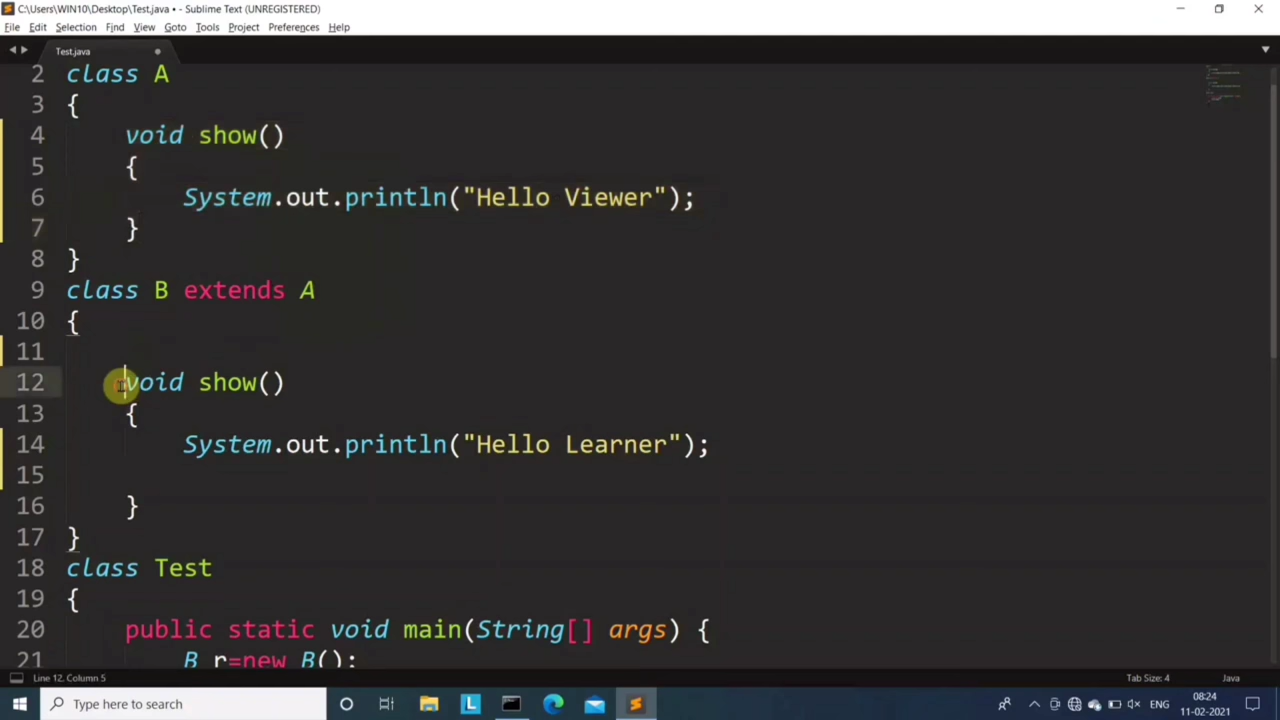 C:\Users\WIN10\Desktop\Test.java • - Sublime Text (UNREGISTERED)
File Edit Selection Find View Goto Tools Project Preferences Help
Test.java
2 class A
3 {
4 void show()
5 {
6 System.out.println("Hello Viewer");
7 }
8 }
9 class B extends A
10 {
11
12 void show()
13 {
14 System.out.println("Hello Learner");
15
16 }
17 }
18 class Test
19 {
20 public static void main(String[] args) {
21 B r=new B();
Line 12, Column 5 Tab Size: 4 Java
Type here to search L ENG 08:24
11-02-2021